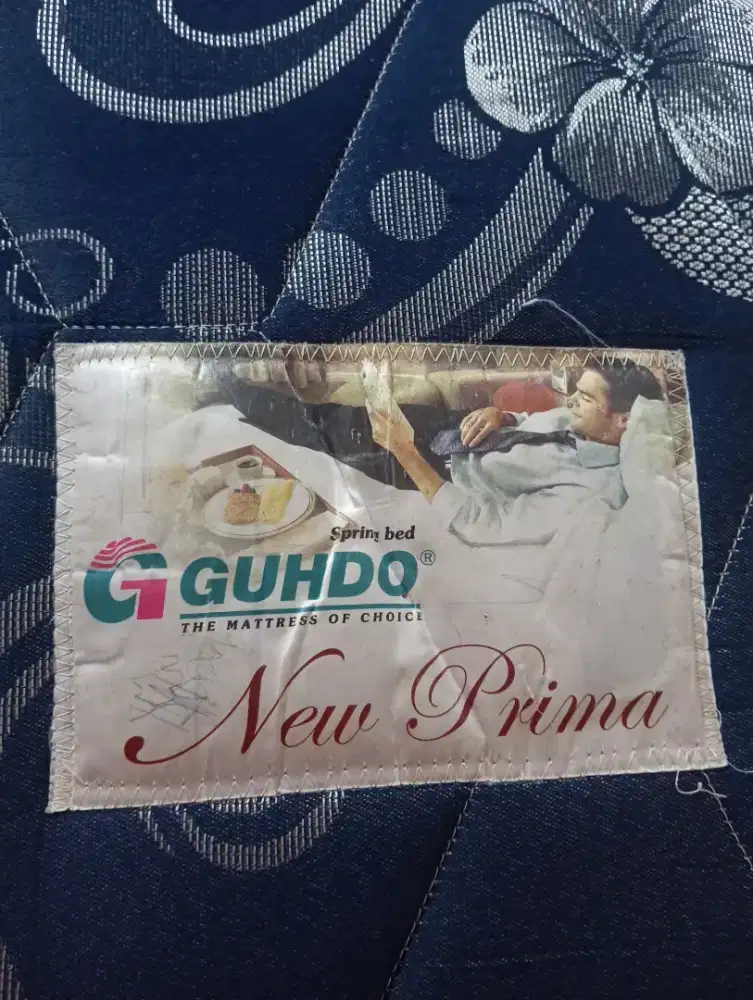 Spring bed
GUHDO®
THE MATTRESS OF CHOICE
New Prima